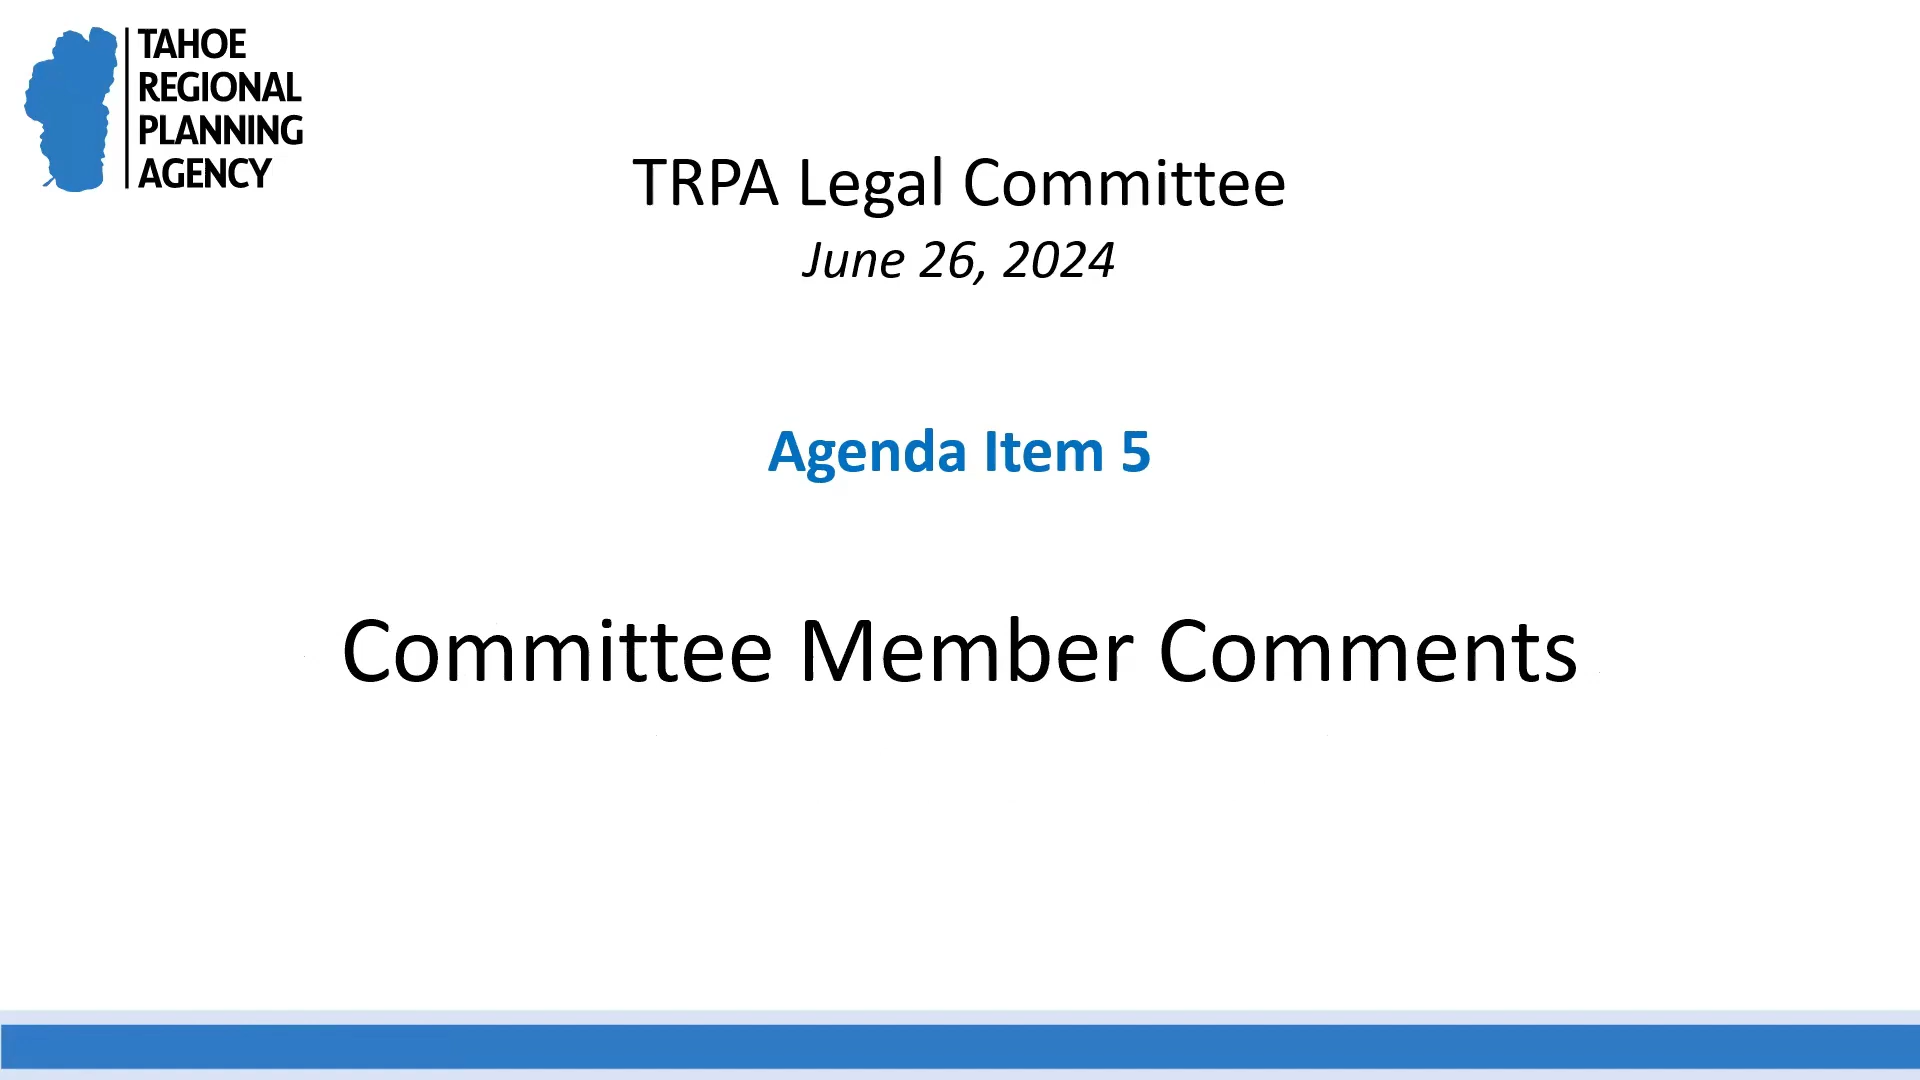 TAHOE
REGIONAL
PLANNING
AGENCY
TRPA Legal Committee
June 26, 2024
Agenda Item 5
Committee Member Comments